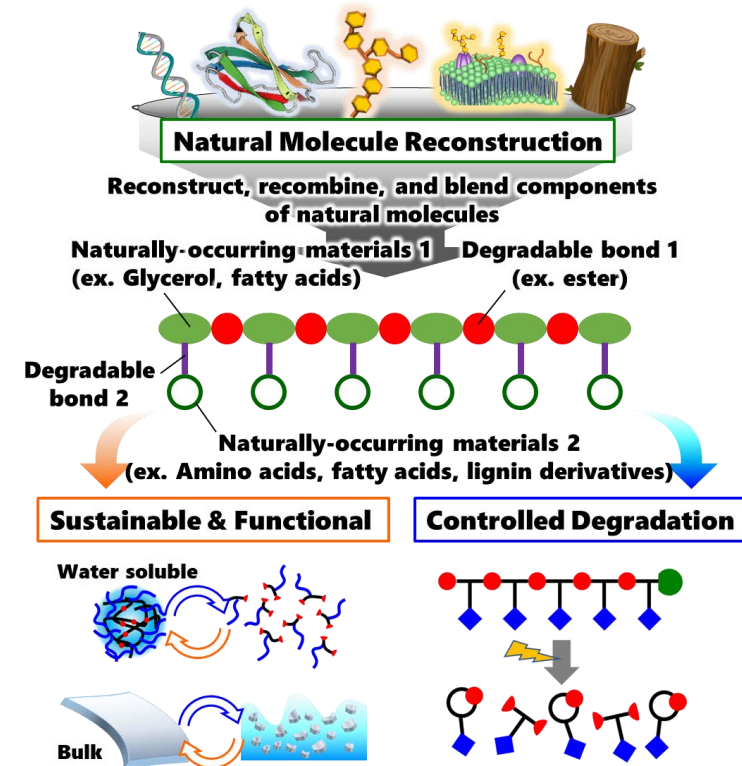 Natural Molecule Reconstruction
Reconstruct, recombine, and blend components
of natural molecules
Naturally-occurring materials 1
(ex. Glycerol, fatty acids)
Degradable bond 1
(ex. ester)
Degradable
bond 2
Naturally-occurring materials 2
(ex. Amino acids, fatty acids, lignin derivatives)
Sustainable & Functional
Controlled Degradation
Water soluble
Bulk